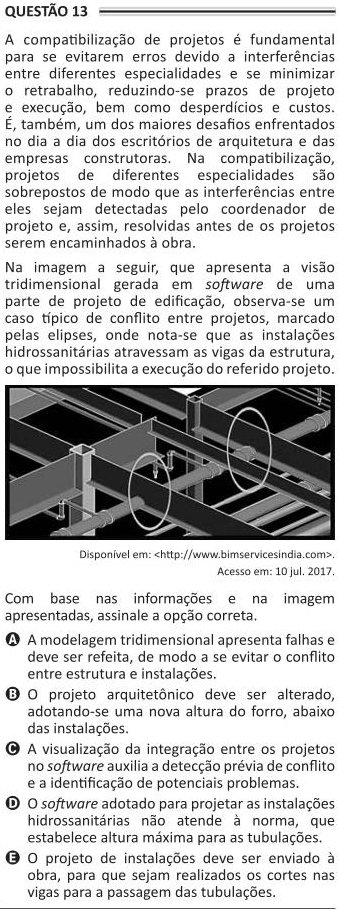 QUESTÃO 13
A compatibilização de projetos é fundamental
para se evitarem erros devido a interferências
entre diferentes especialidades e se minimizar
o retrabalho, reduzindo-se prazos de projeto
e execução, bem como desperdícios e custos.
É, também, um dos maiores desafios enfrentados
no dia a dia dos escritórios de arquitetura e das
empresas construtoras. Na compatibilização,
projetos de diferentes especialidades são
sobrepostos de modo que as interferências entre
eles sejam detectadas pelo coordenador de
projeto e, assim, resolvidas antes de os projetos
serem encaminhados à obra.
Na imagem a seguir, que apresenta a visão
tridimensional gerada em software de uma
parte de projeto de edificação, observa-se um
caso típico de conflito entre projetos, marcado
pelas elipses, onde nota-se que as instalações
hidrossanitárias atravessam as vigas da estrutura,
o que impossibilita a execução do referido projeto.
Disponível em: <http://www.bimservicesindia.com>.
Acesso em: 10 jul. 2017.
Com base nas informações e na imagem
apresentadas, assinale a opção correta.
A A modelagem tridimensional apresenta falhas e
deve ser refeita, de modo a se evitar o conflito
entre estrutura e instalações.
B O projeto arquitetônico deve ser alterado,
adotando-se uma nova altura do forro, abaixo
das instalações.
C A visualização da integração entre os projetos
no software auxilia a detecção prévia de conflito
e a identificação de potenciais problemas.
D O software adotado para projetar as instalações
hidrossanitárias não atende à norma, que
estabelece altura máxima para as tubulações.
E O projeto de instalações deve ser enviado à
obra, para que sejam realizados os cortes nas
vigas para a passagem das tubulações.